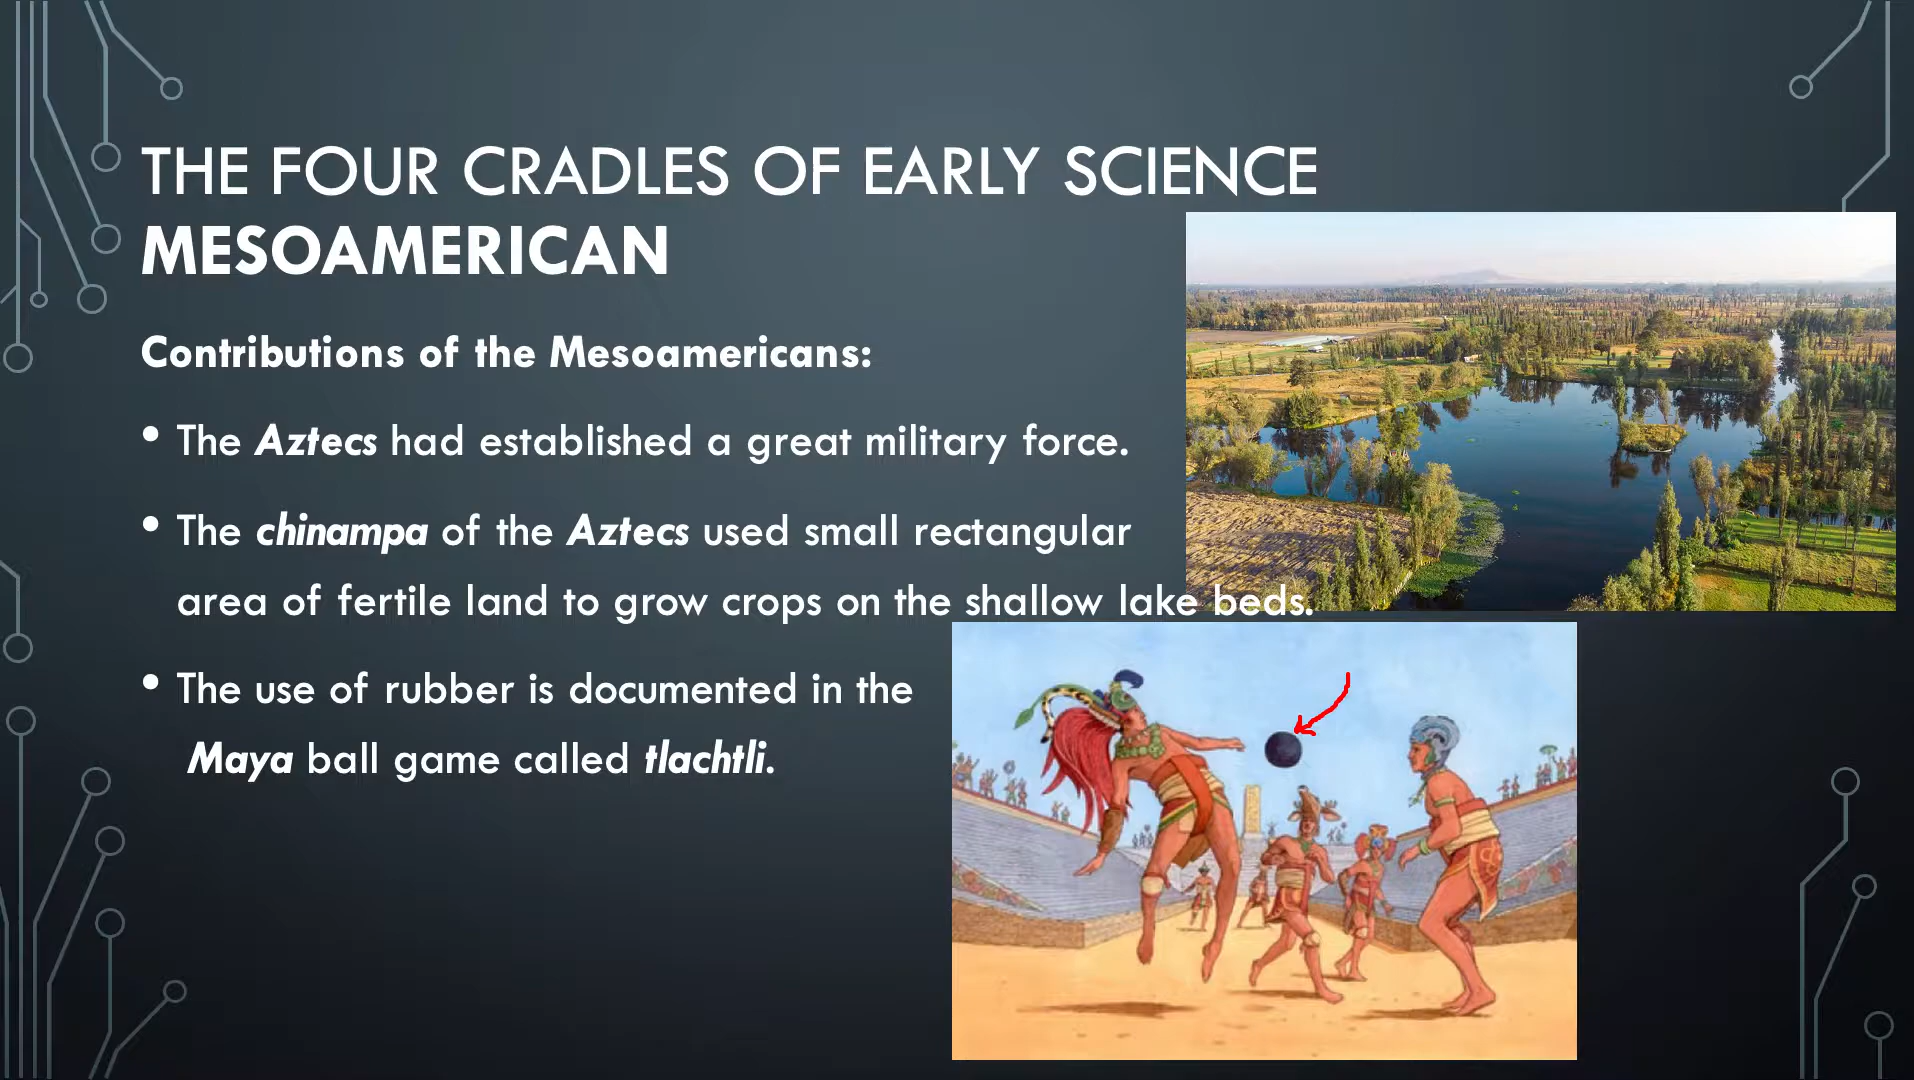 THE FOUR CRADLES OF EARLY SCIENCE
MESOAMERICAN
Contributions of the Mesoamericans:
• The Aztecs had established a great military force.
• The chinampa of the Aztecs used small rectangular
area of fertile land to grow crops on the shallow lake beds.
• The use of rubber is documented in the
Maya ball game called tlachtli.